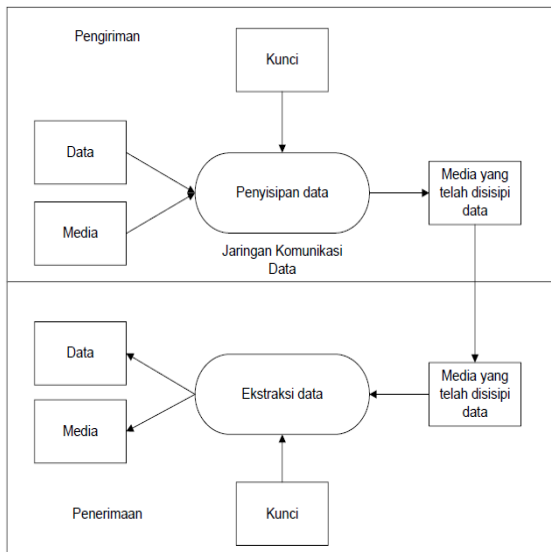 Pengiriman
Kunci
Data
Media
Penyisipan data
Media yang
telah disisipi
data
Jaringan Komunikasi
Data
Data
Media
Ekstraksi data
Media yang
telah disisipi
data
Penerimaan
Kunci